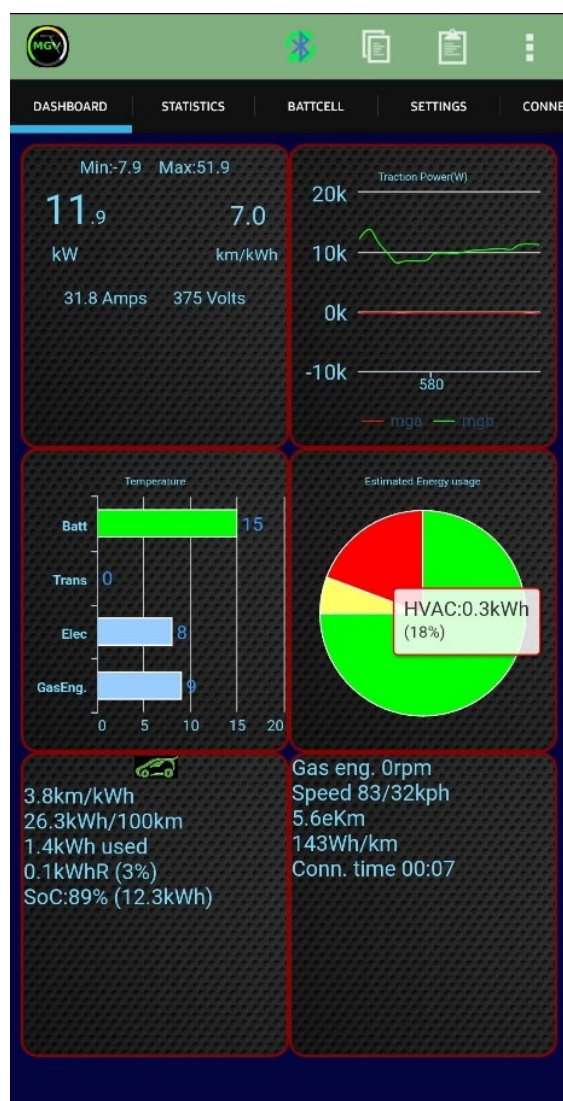 MGV
DASHBOARD
STATISTICS
BATTCELL
SETTINGS
CONNE
Min:-7.9 Max:51.9
11.9 7.0
kW km/kWh
31.8 Amps 375 Volts
Traction Power(W)
20k
10k
0k
-10k
580
mga mgb
Temperature
Batt 15
Trans 0
Elec 8
GasEng. 9
0 5 10 15 20
Estimated Energy usage
HVAC:0.3kWh
(18%)
3.8km/kWh
26.3kWh/100km
1.4kWh used
0.1kWhR (3%)
SoC:89% (12.3kWh)
Gas eng. 0rpm
Speed 83/32kph
5.6eKm
143Wh/km
Conn. time 00:07